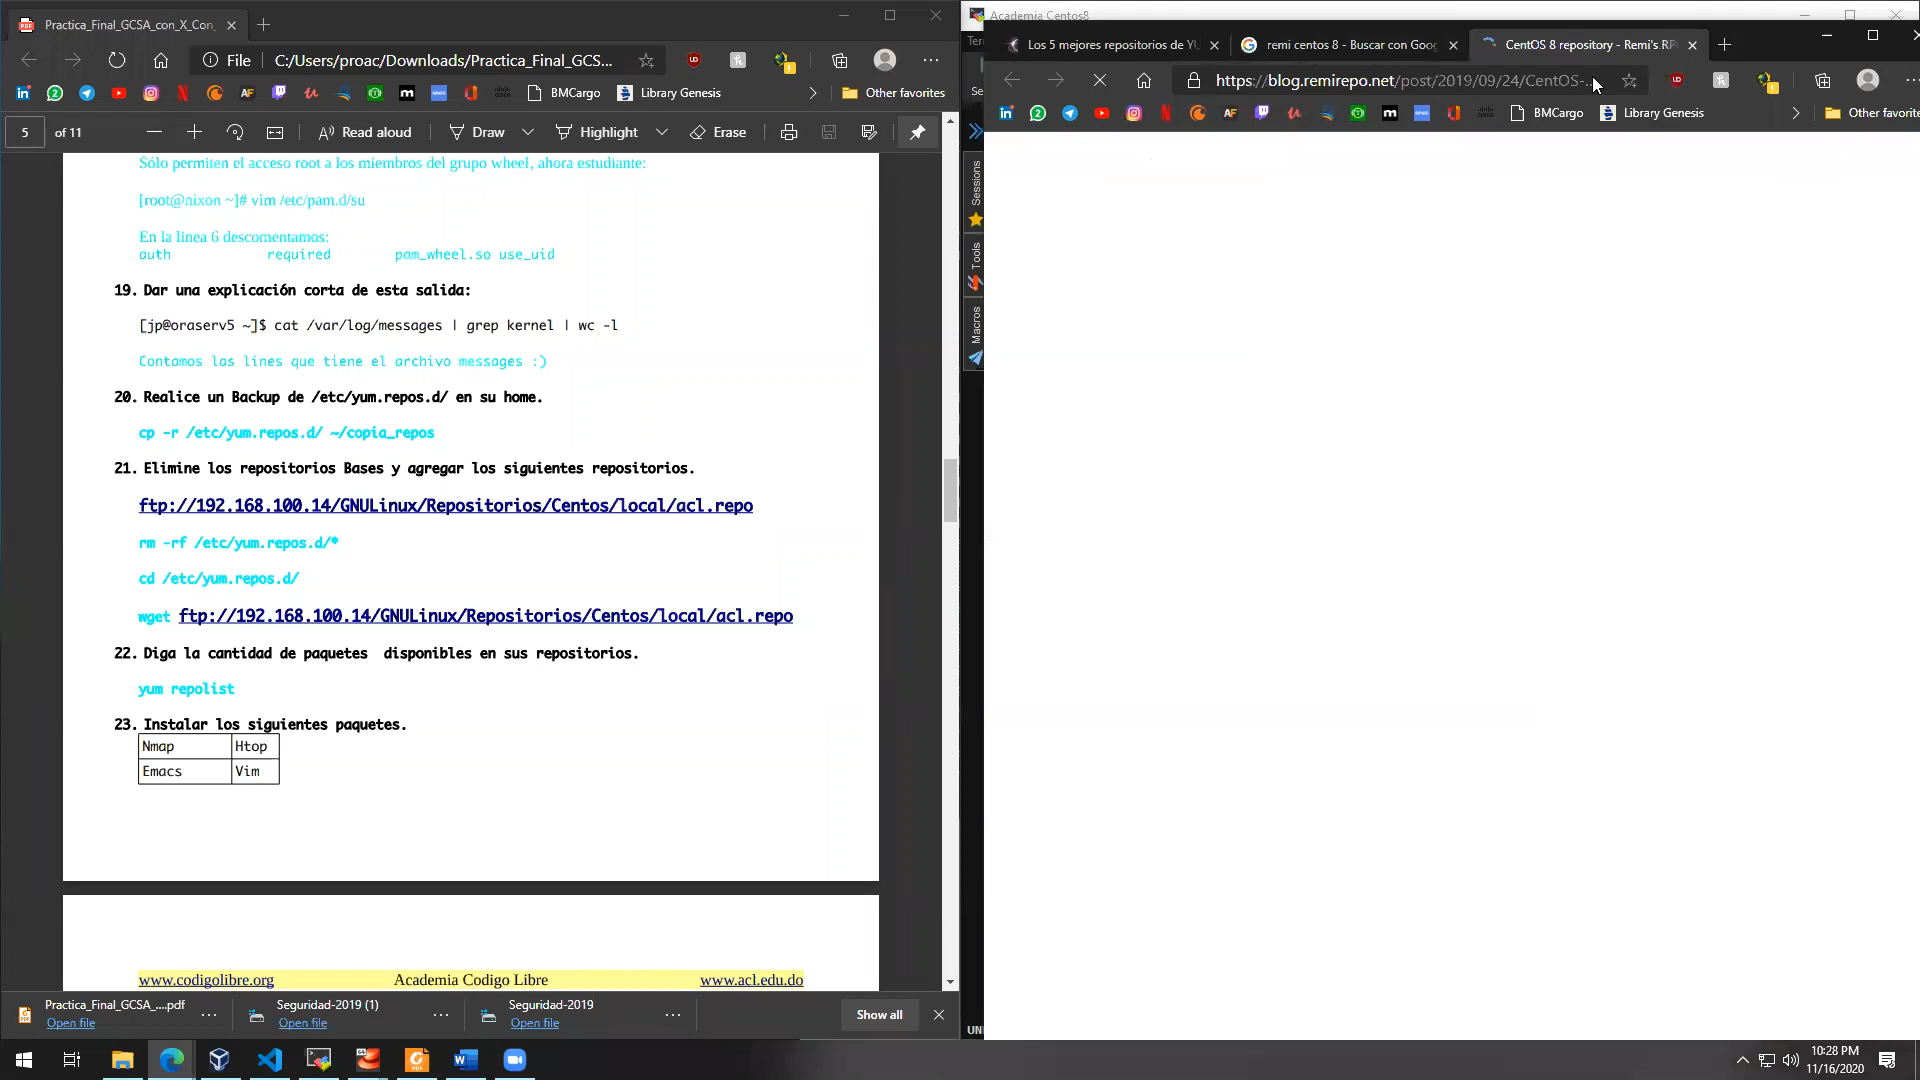 Practica_Final_GCSA_con_X_Con
File
C:/Users/proac/Downloads/Practica_Final_GCS...
BMCargo
Library Genesis
Other favorites
5 of 11
Read aloud
Draw
Highlight
Erase
Sólo permiten el acceso root a los miembros del grupo wheel, ahora estudiante:
[root@nixon ~]# vim /etc/pam.d/su
En la linea 6 descomentamos:
auth required pam_wheel.so use_uid
19. Dar una explicación corta de esta salida:
[jp@oraserv5 ~]$ cat /var/log/messages | grep kernel | wc -l
Contamos las lines que tiene el archivo messages :)
20. Realice un Backup de /etc/yum.repos.d/ en su home.
cp -r /etc/yum.repos.d/ ~/copia_repos
21. Elimine los repositorios Bases y agregar los siguientes repositorios.
ftp://192.168.100.14/GNULinux/Repositorios/Centos/local/acl.repo
rm -rf /etc/yum.repos.d/*
cd /etc/yum.repos.d/
wget ftp://192.168.100.14/GNULinux/Repositorios/Centos/local/acl.repo
22. Diga la cantidad de paquetes disponibles en sus repositorios.
yum repolist
23. Instalar los siguientes paquetes.
Nmap Htop
Emacs Vim
www.codigolibre.org Academia Codigo Libre www.acl.edu.do
Practica_Final_GCSA_....pdf
Open file
Seguridad-2019 (1)
Open file
Seguridad-2019
Open file
Show all
Academia Centos8
Ter
Se
Los 5 mejores repositorios de YU
remi centos 8 - Buscar con Goog
CentOS 8 repository - Remi's RP
https://blog.remirepo.net/post/2019/09/24/CentOS-...
BMCargo
Library Genesis
Other favorite
Sessions
Tools
Macros
UNI
10:28 PM
11/16/2020